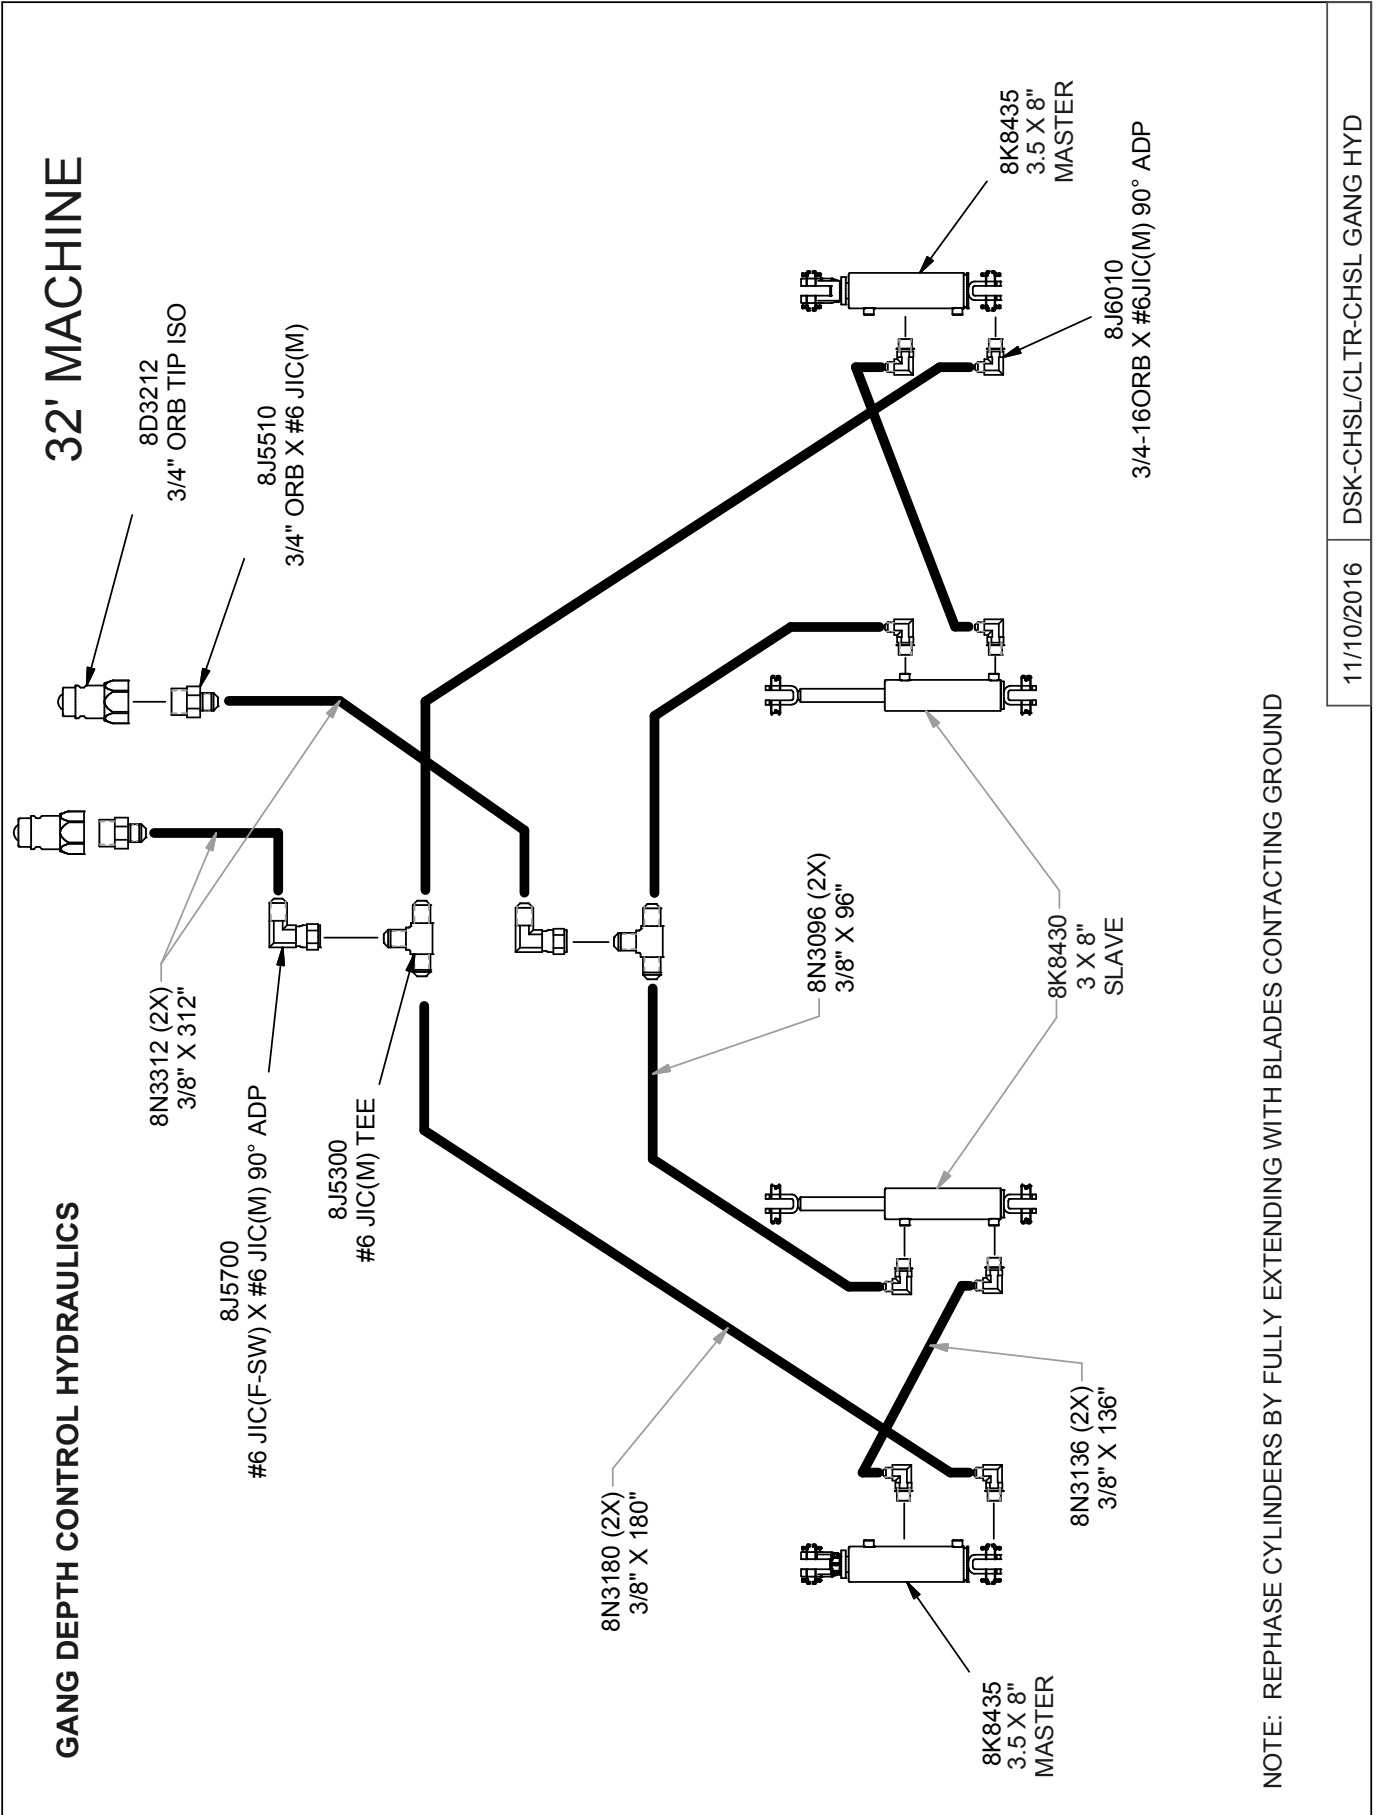 GANG DEPTH CONTROL HYDRAULICS
32' MACHINE
8D3212
3/4" ORB TIP ISO
8J5510
3/4" ORB X #6 JIC(M)
8N3312 (2X)
3/8" X 312"
8J5700
#6 JIC(F-SW) X #6 JIC(M) 90° ADP
8J5300
#6 JIC(M) TEE
8N3180 (2X)
3/8" X 180"
8N3096 (2X)
3/8" X 96"
8K8435
3.5 X 8"
MASTER
8N3136 (2X)
3/8" X 136"
8K8430
3 X 8"
SLAVE
8K8435
3.5 X 8"
MASTER
8J6010
3/4-16ORB X #6JIC(M) 90° ADP
NOTE: REPHASE CYLINDERS BY FULLY EXTENDING WITH BLADES CONTACTING GROUND
11/10/2016
DSK-CHSL/CLTR-CHSL GANG HYD